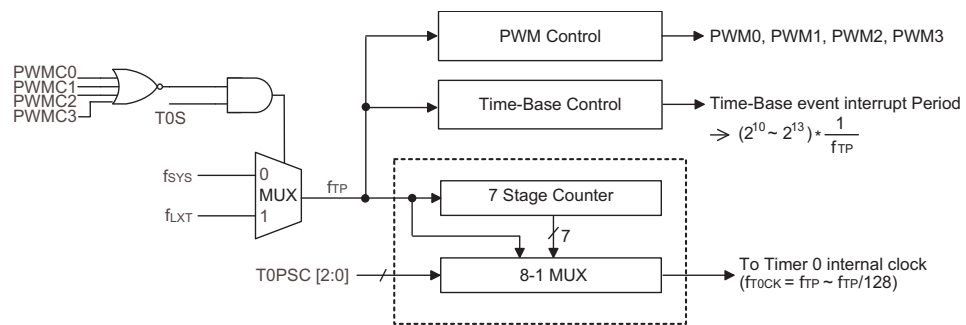 PWMC0
PWMC1
PWMC2
PWMC3
T0S
fSYS
fLXT
0
MUX
1
fTP
PWM Control
PWM0, PWM1, PWM2, PWM3
Time-Base Control
Time-Base event interrupt Period
→ (2^10 ~ 2^13) * 1/fTP
7 Stage Counter
7
T0PSC [2:0]
8-1 MUX
To Timer 0 internal clock
(fT0CK = fTP ~ fTP/128)